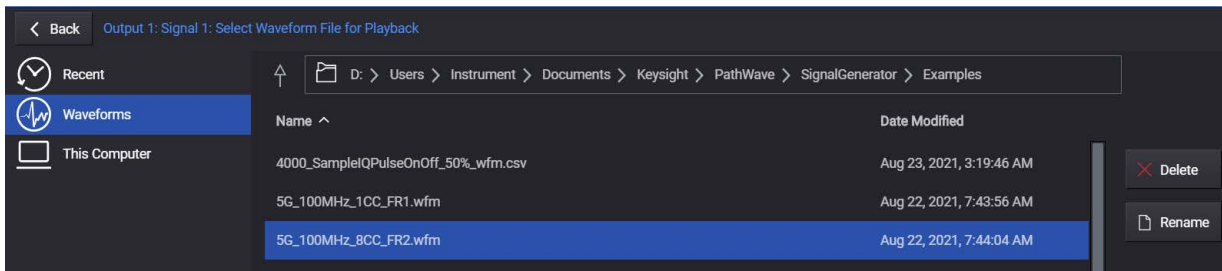 Back Output 1: Signal 1: Select Waveform File for Playback
Recent
D: > Users > Instrument > Documents > Keysight > PathWave > SignalGenerator > Examples
Waveforms
Name Date Modified
This Computer
4000_SampleIQPulseOnOff_50%_wfm.csv Aug 23, 2021, 3:19:46 AM
Delete
5G_100MHz_1CC_FR1.wfm Aug 22, 2021, 7:43:56 AM
Rename
5G_100MHz_8CC_FR2.wfm Aug 22, 2021, 7:44:04 AM